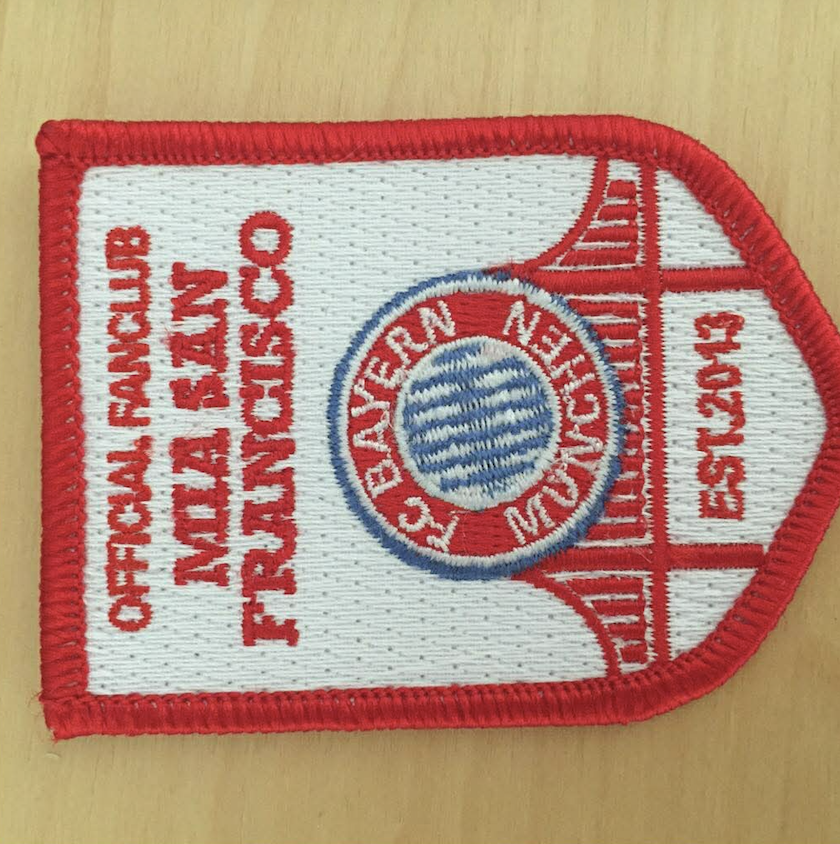 OFFICIAL FANCLUB
MIA SAN
FRANCISCO
FC BAYERN
MÜNCHEN
EST.2013